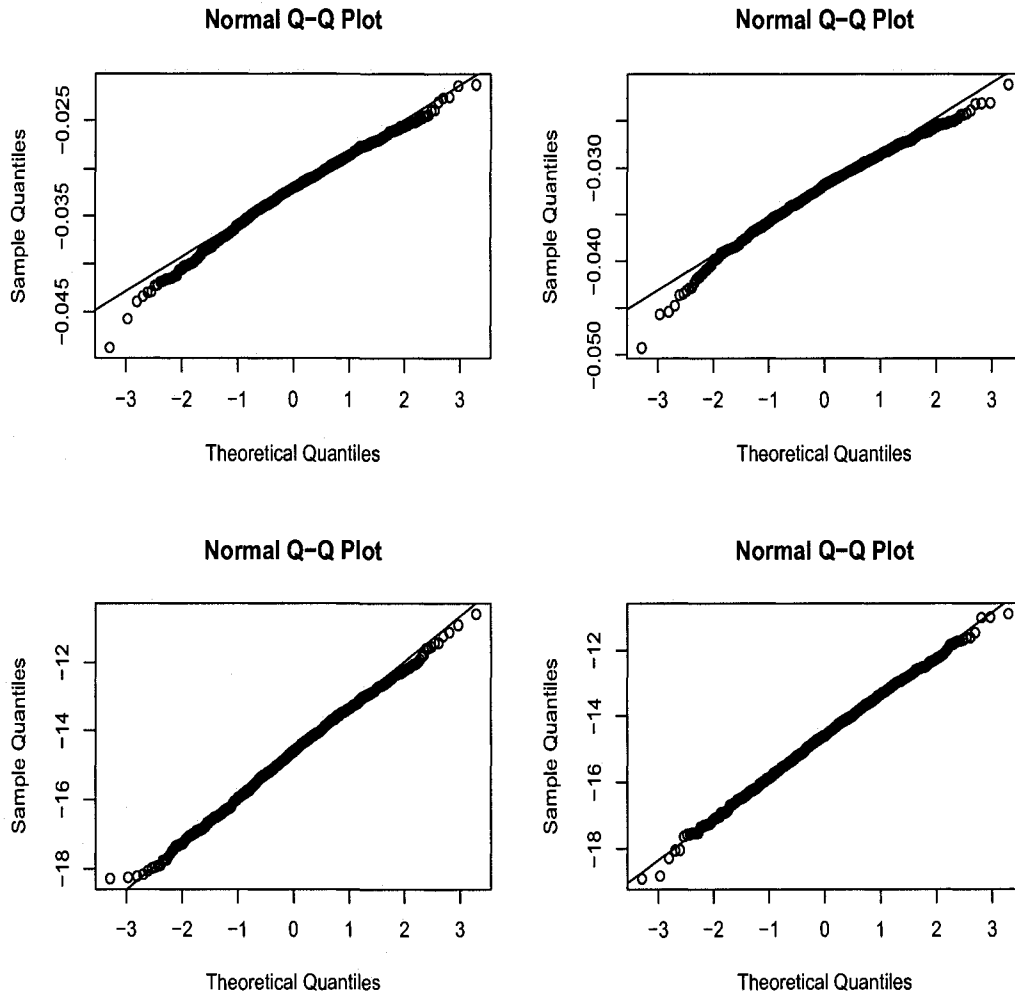 Normal Q−Q Plot
Sample Quantiles
−0.025
−0.035
−0.045
−3 −2 −1 0 1 2 3
Theoretical Quantiles
Normal Q−Q Plot
Sample Quantiles
−0.030
−0.040
−0.050
−3 −2 −1 0 1 2 3
Theoretical Quantiles
Normal Q−Q Plot
Sample Quantiles
−12
−14
−16
−18
−3 −2 −1 0 1 2 3
Theoretical Quantiles
Normal Q−Q Plot
Sample Quantiles
−12
−14
−16
−18
−3 −2 −1 0 1 2 3
Theoretical Quantiles